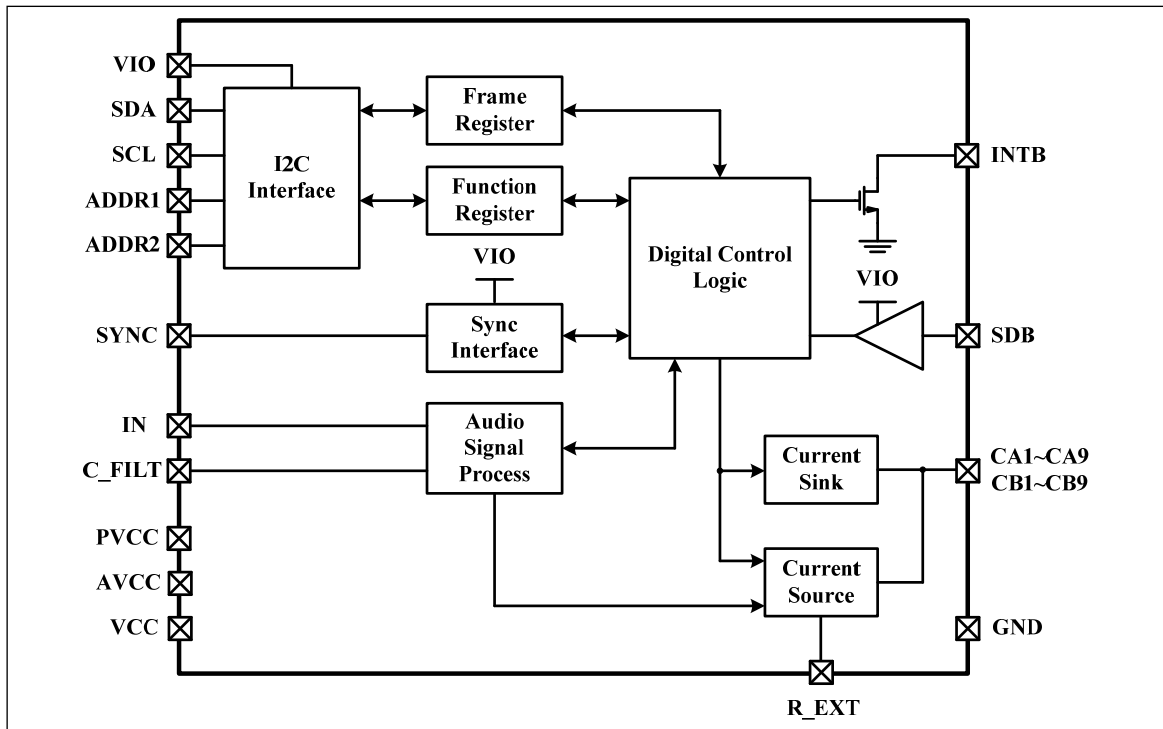 VIO
SDA
SCL
ADDR1
ADDR2
I2C
Interface
Frame
Register
Function
Register
VIO
SYNC
Sync
Interface
Digital Control
Logic
INTB
VIO
SDB
IN
C_FILT
Audio
Signal
Process
Current
Sink
CA1~CA9
CB1~CB9
PVCC
AVCC
VCC
Current
Source
GND
R_EXT